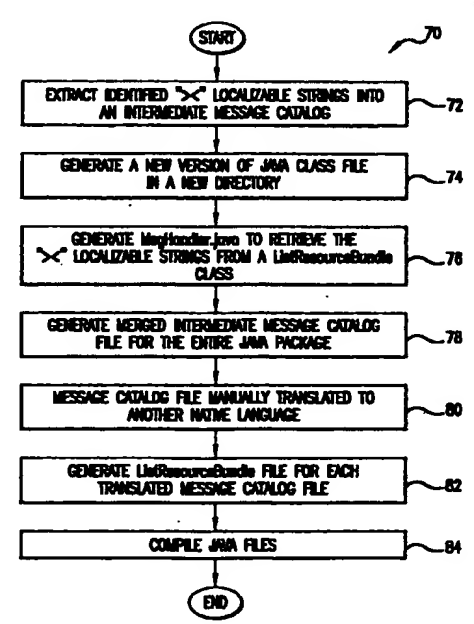 70
START
EXTRACT IDENTIFIED "><" LOCALIZABLE STRINGS INTO
AN INTERMEDIATE MESSAGE CATALOG
72
GENERATE A NEW VERSION OF JAVA CLASS FILE
IN A NEW DIRECTORY
74
GENERATE MsgHandler.java TO RETRIEVE THE
"><" LOCALIZABLE STRINGS FROM A ListResourceBundle
CLASS
76
GENERATE MERGED INTERMEDIATE MESSAGE CATALOG
FILE FOR THE ENTIRE JAVA PACKAGE
78
MESSAGE CATALOG FILE MANUALLY TRANSLATED TO
ANOTHER NATIVE LANGUAGE
80
GENERATE ListResourceBundle FILE FOR EACH
TRANSLATED MESSAGE CATALOG FILE
82
COMPILE JAVA FILES
84
END